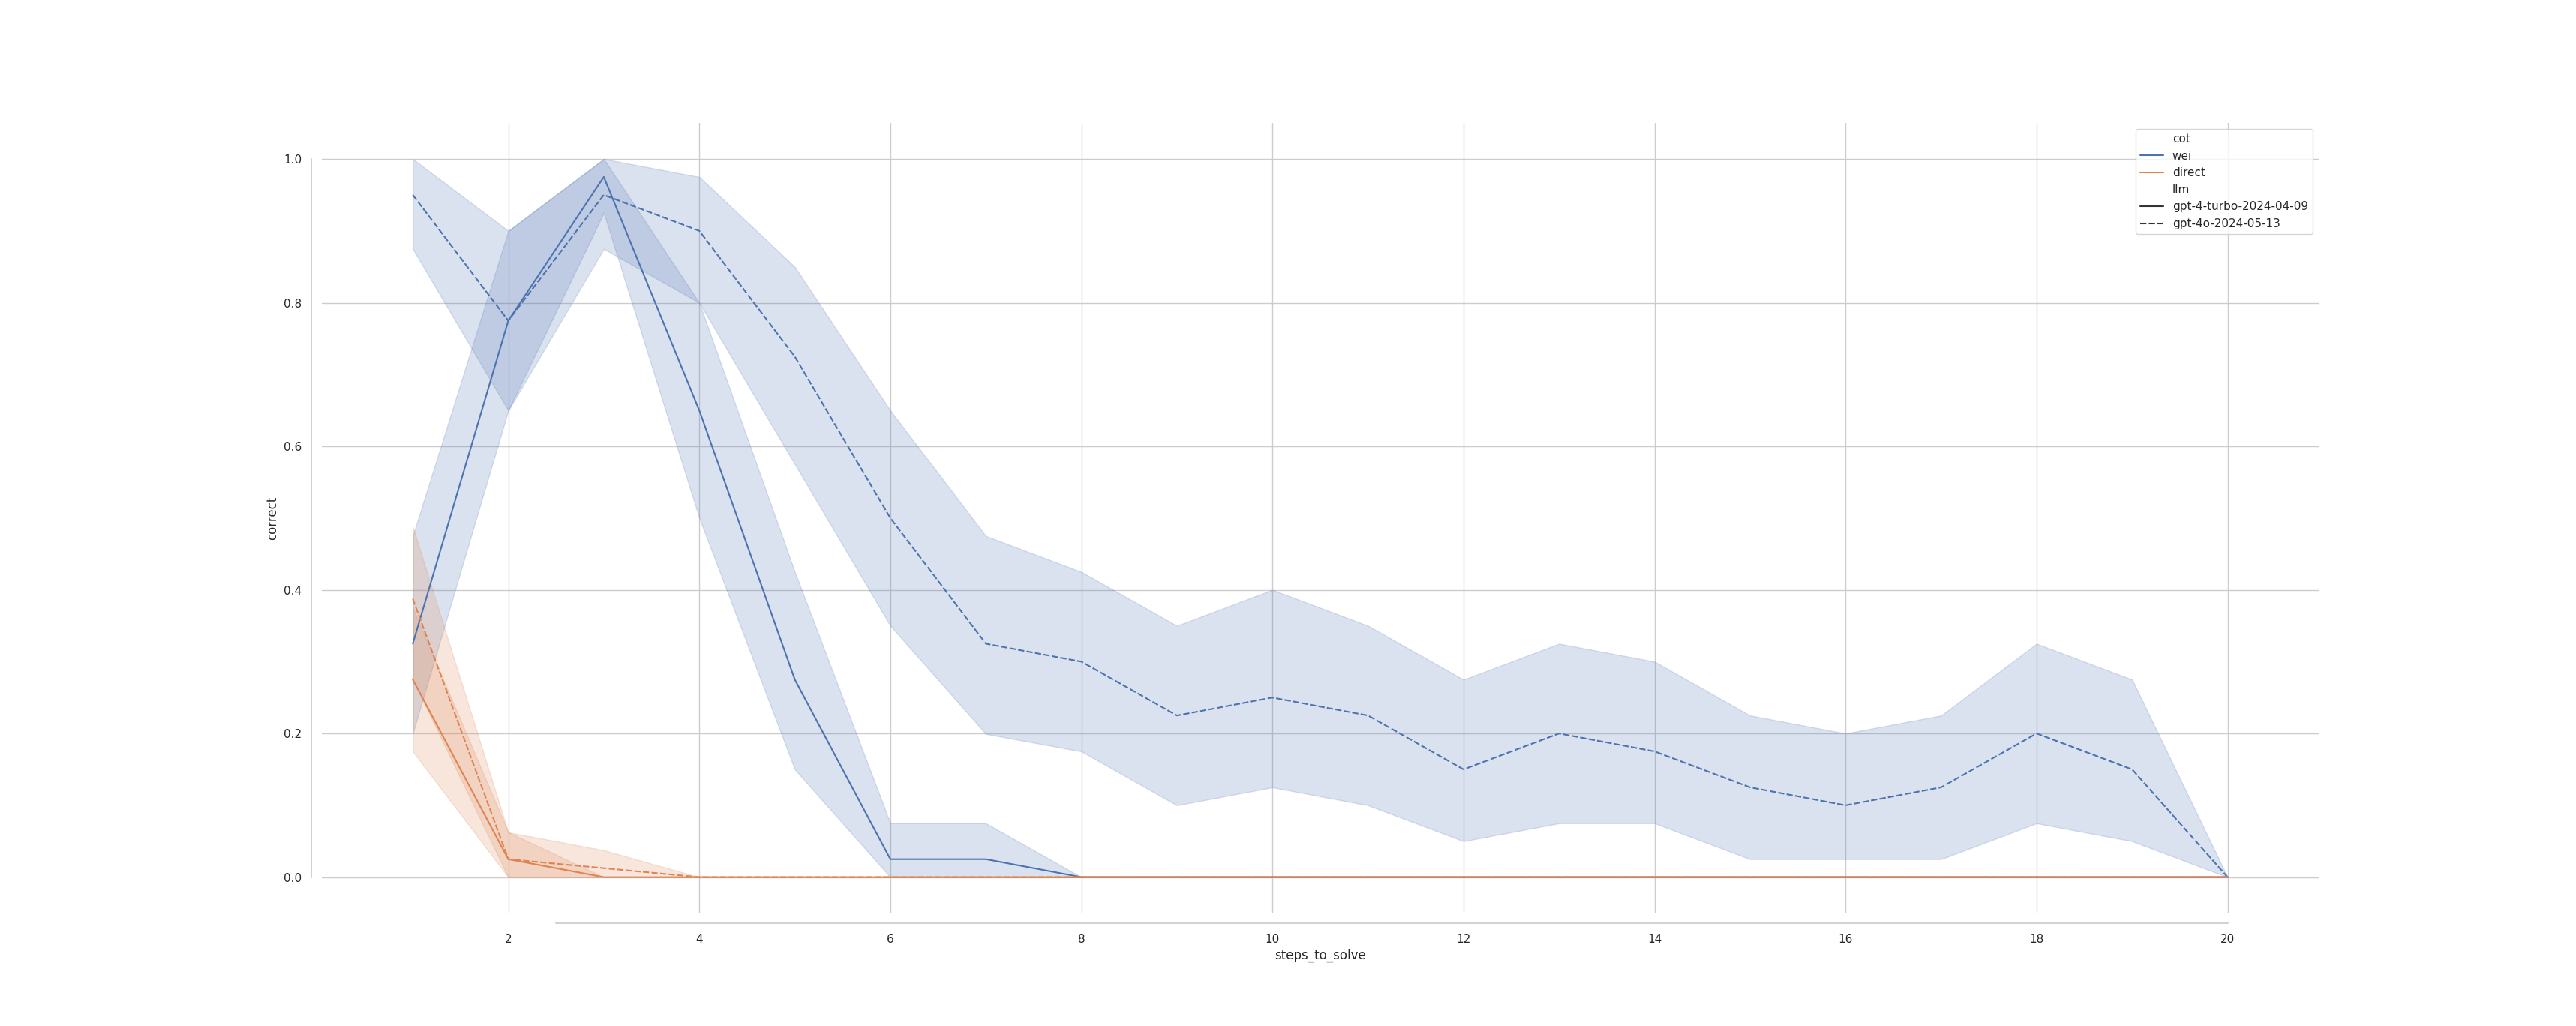 cot
wei
direct
llm
gpt-4-turbo-2024-04-09
gpt-4o-2024-05-13
1.0
0.8
0.6
0.4
0.2
0.0
correct
2 4 6 8 10 12 14 16 18 20
steps_to_solve